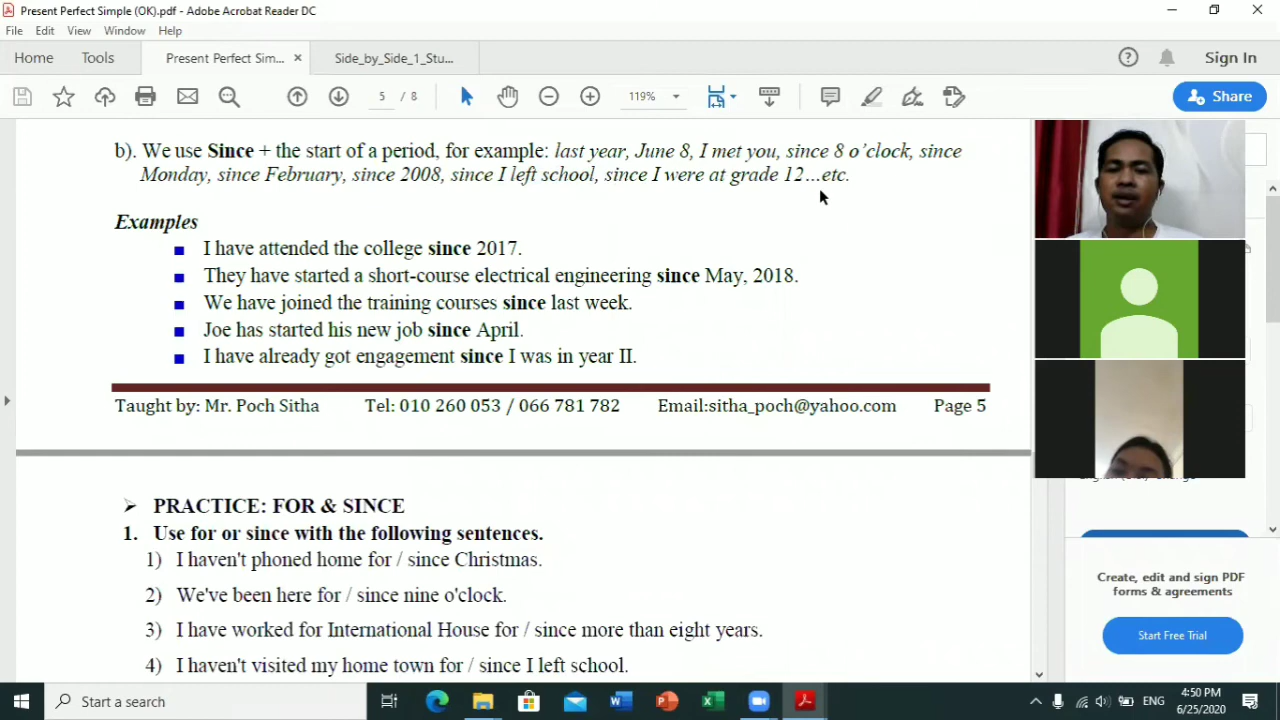 Present Perfect Simple (OK).pdf - Adobe Acrobat Reader DC
File Edit View Window Help
Home Tools Present Perfect Sim... × Side_by_Side_1_Stu... Sign In
5 / 8 119% Share
b). We use Since + the start of a period, for example: last year, June 8, I met you, since 8 o’clock, since
Monday, since February, since 2008, since I left school, since I were at grade 12...etc.
Examples
I have attended the college since 2017.
They have started a short-course electrical engineering since May, 2018.
We have joined the training courses since last week.
Joe has started his new job since April.
I have already got engagement since I was in year II.
Taught by: Mr. Poch Sitha Tel: 010 260 053 / 066 781 782 Email:sitha_poch@yahoo.com Page 5
PRACTICE: FOR & SINCE
1. Use for or since with the following sentences.
1) I haven't phoned home for / since Christmas.
2) We've been here for / since nine o'clock.
3) I have worked for International House for / since more than eight years.
4) I haven't visited my home town for / since I left school.
Create, edit and sign PDF
forms & agreements
Start Free Trial
Start a search
ENG
4:50 PM
6/25/2020